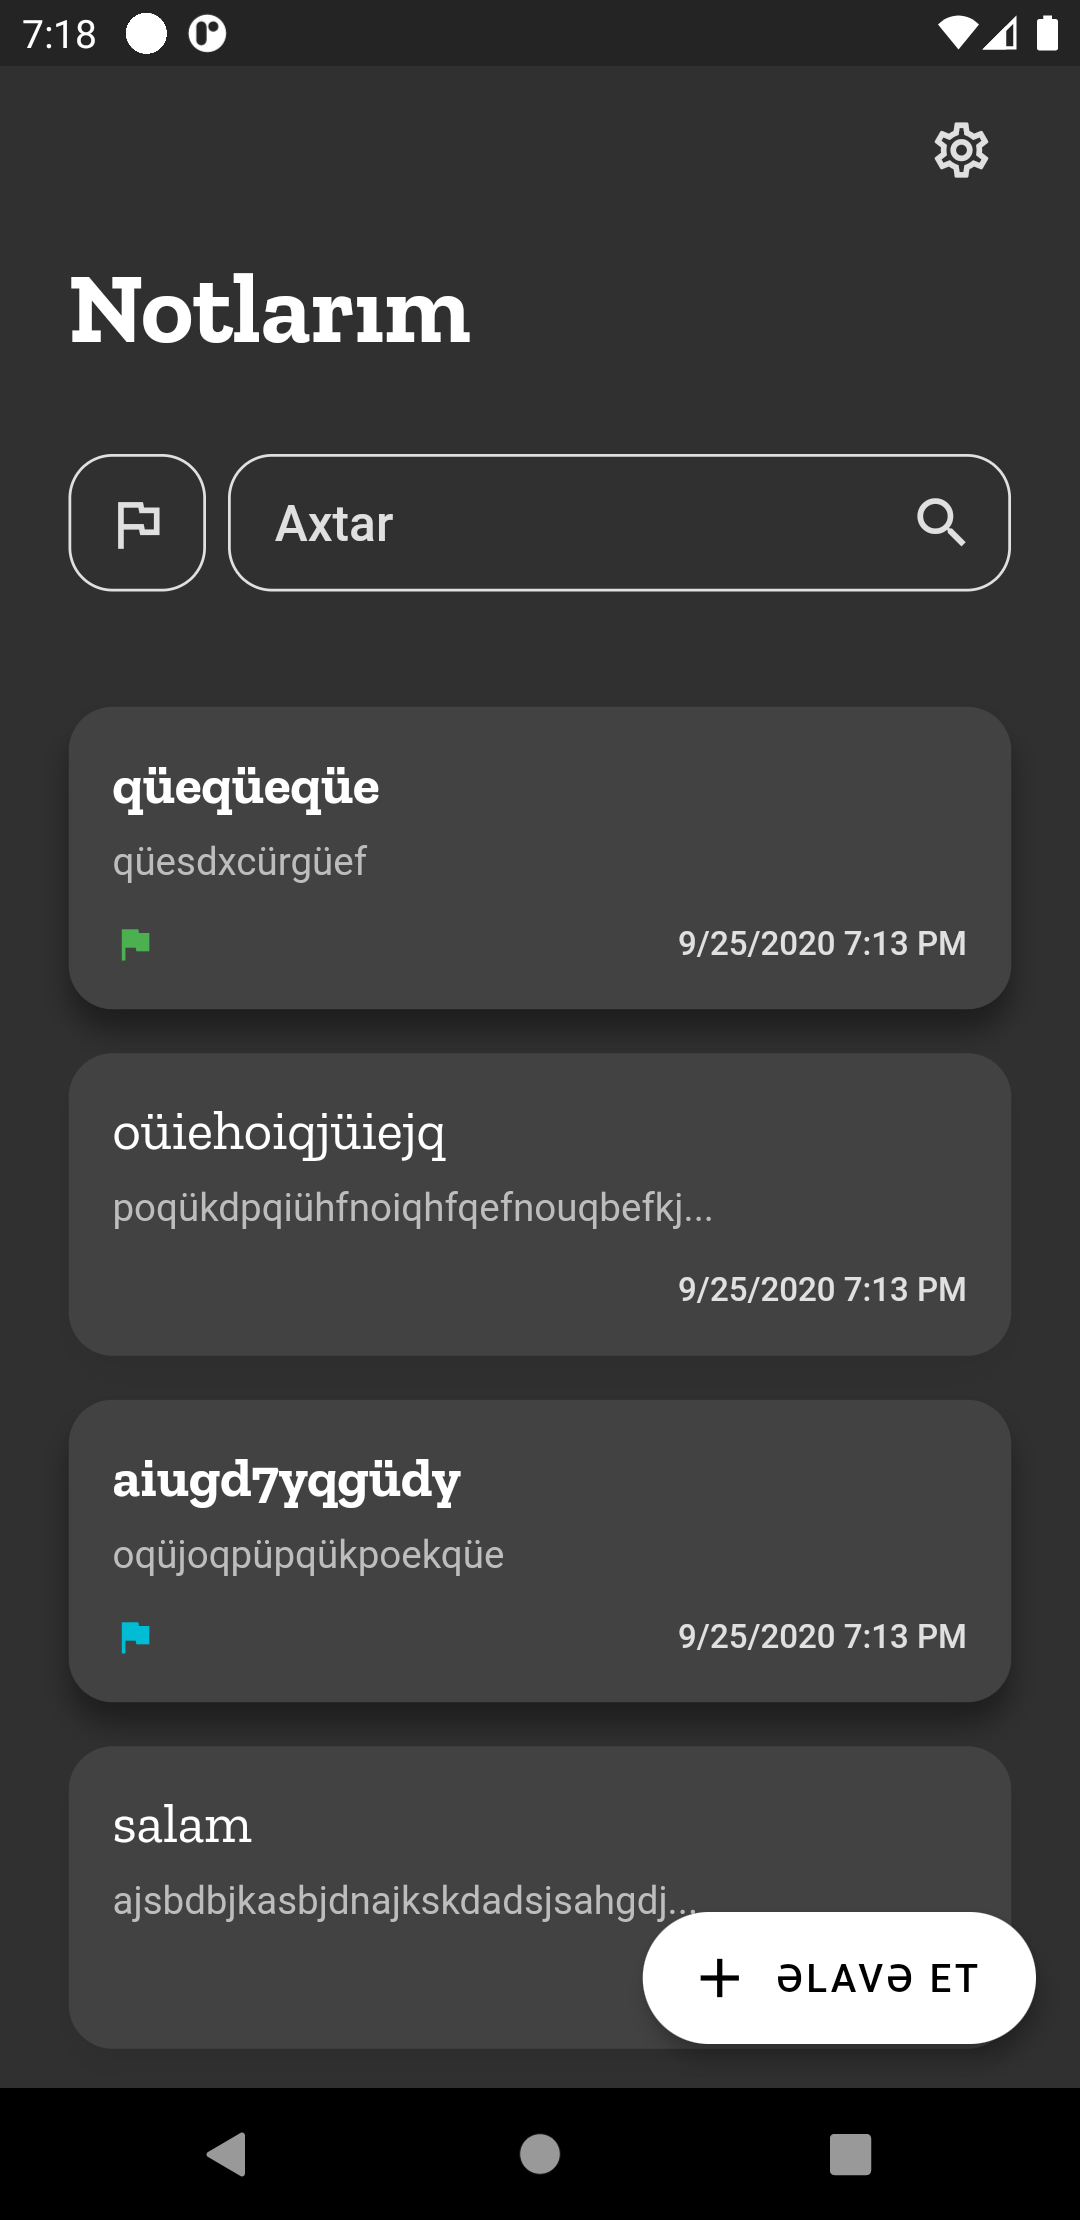 7:18
Notlarım
Axtar
qüeqüeqüe
qüesdxcürgüef
9/25/2020 7:13 PM
oüiehoiqjüiejq
poqükdpqiühfnoiqhfqefnouqbefkj...
9/25/2020 7:13 PM
aiugd7yqgüdy
oqüjoqpüpqükpoekqüe
9/25/2020 7:13 PM
salam
ajsbdbjkasbjdnajkskdadsjsahgdj...
ƏLAVƏ ET